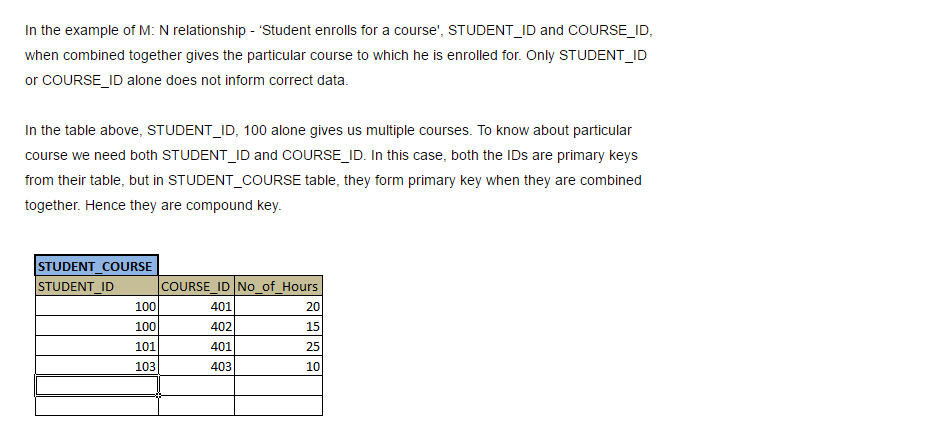 In the example of M: N relationship - ‘Student enrolls for a course', STUDENT_ID and COURSE_ID,
when combined together gives the particular course to which he is enrolled for. Only STUDENT_ID
or COURSE_ID alone does not inform correct data.
In the table above, STUDENT_ID, 100 alone gives us multiple courses. To know about particular
course we need both STUDENT_ID and COURSE_ID. In this case, both the IDs are primary keys
from their table, but in STUDENT_COURSE table, they form primary key when they are combined
together. Hence they are compound key.
STUDENT_COURSE
STUDENT_ID COURSE_ID No_of_Hours
100 401 20
100 402 15
101 401 25
103 403 10